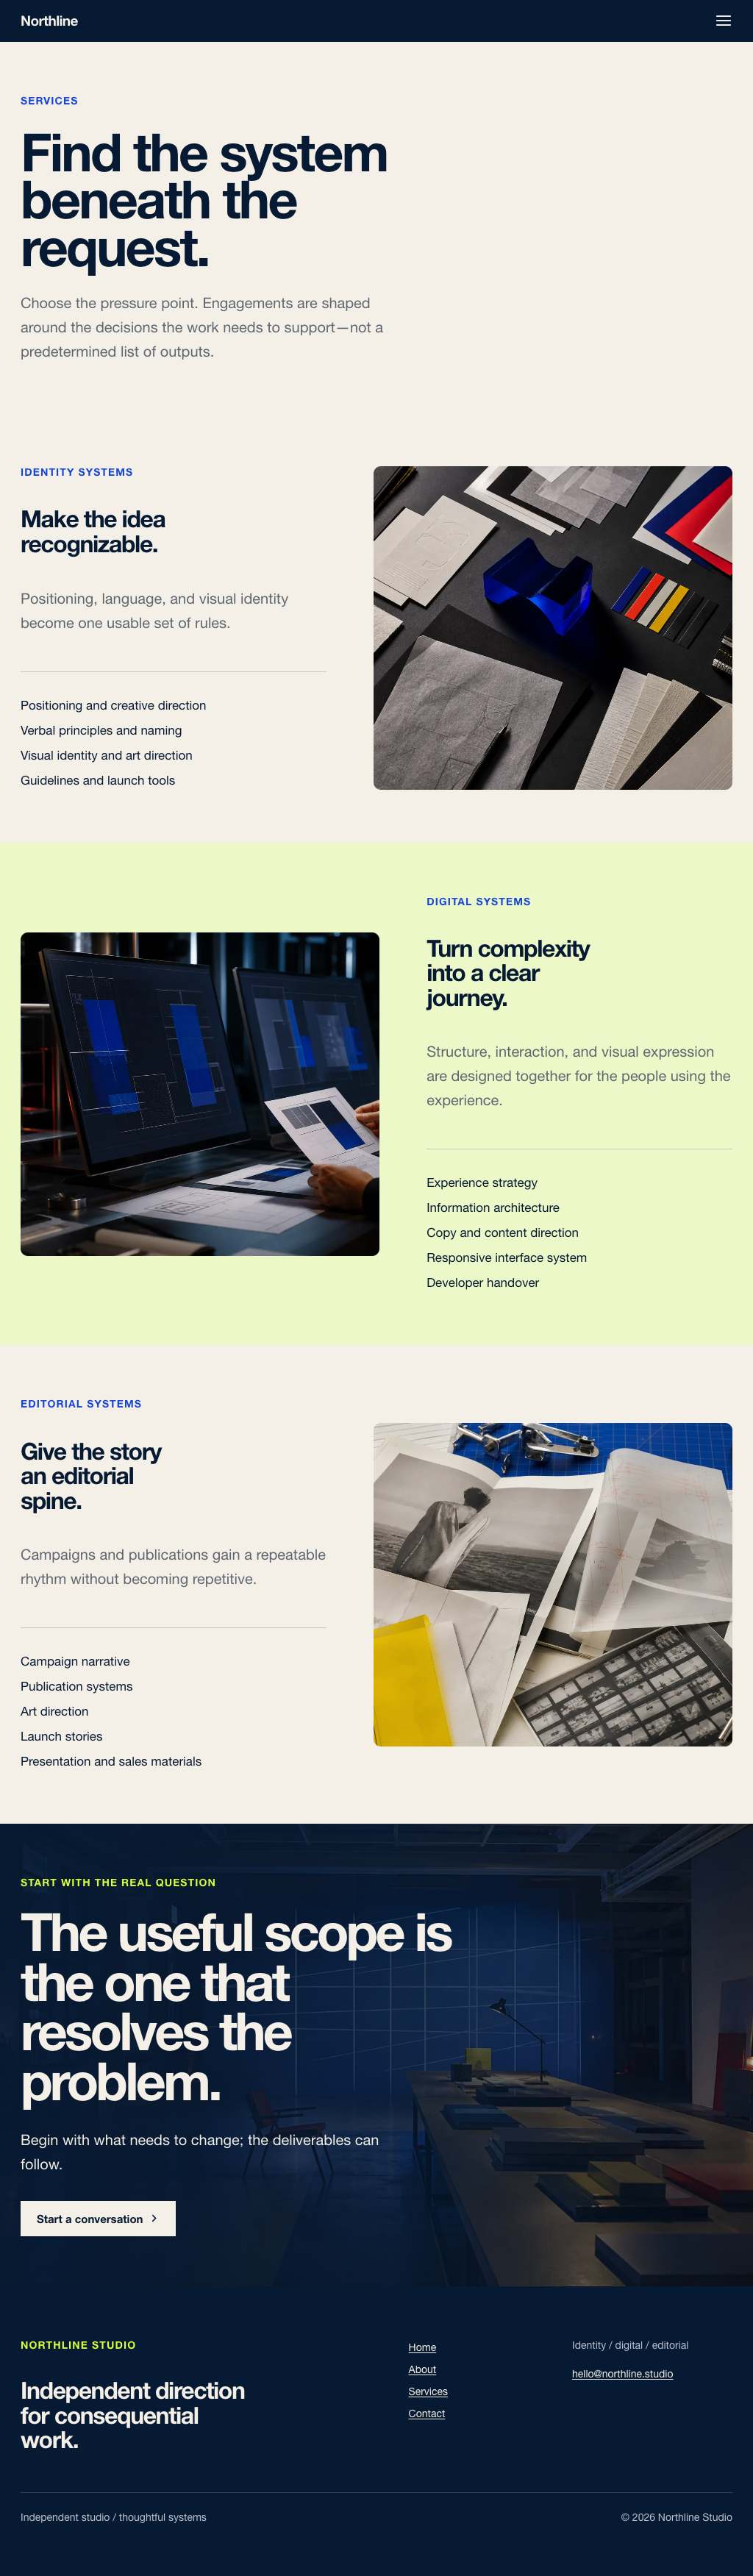 Northline
SERVICES
Find the system
beneath the
request.
Choose the pressure point. Engagements are shaped
around the decisions the work needs to support—not a
predetermined list of outputs.
IDENTITY SYSTEMS
Make the idea
recognizable.
Positioning, language, and visual identity
become one usable set of rules.
Positioning and creative direction
Verbal principles and naming
Visual identity and art direction
Guidelines and launch tools
DIGITAL SYSTEMS
Turn complexity
into a clear
journey.
Structure, interaction, and visual expression
are designed together for the people using the
experience.
Experience strategy
Information architecture
Copy and content direction
Responsive interface system
Developer handover
EDITORIAL SYSTEMS
Give the story
an editorial
spine.
Campaigns and publications gain a repeatable
rhythm without becoming repetitive.
Campaign narrative
Publication systems
Art direction
Launch stories
Presentation and sales materials
START WITH THE REAL QUESTION
The useful scope is
the one that
resolves the
problem.
Begin with what needs to change; the deliverables can
follow.
Start a conversation
NORTHLINE STUDIO
Independent direction
for consequential
work.
Home
About
Services
Contact
Identity / digital / editorial
hello@northline.studio
Independent studio / thoughtful systems
© 2026 Northline Studio